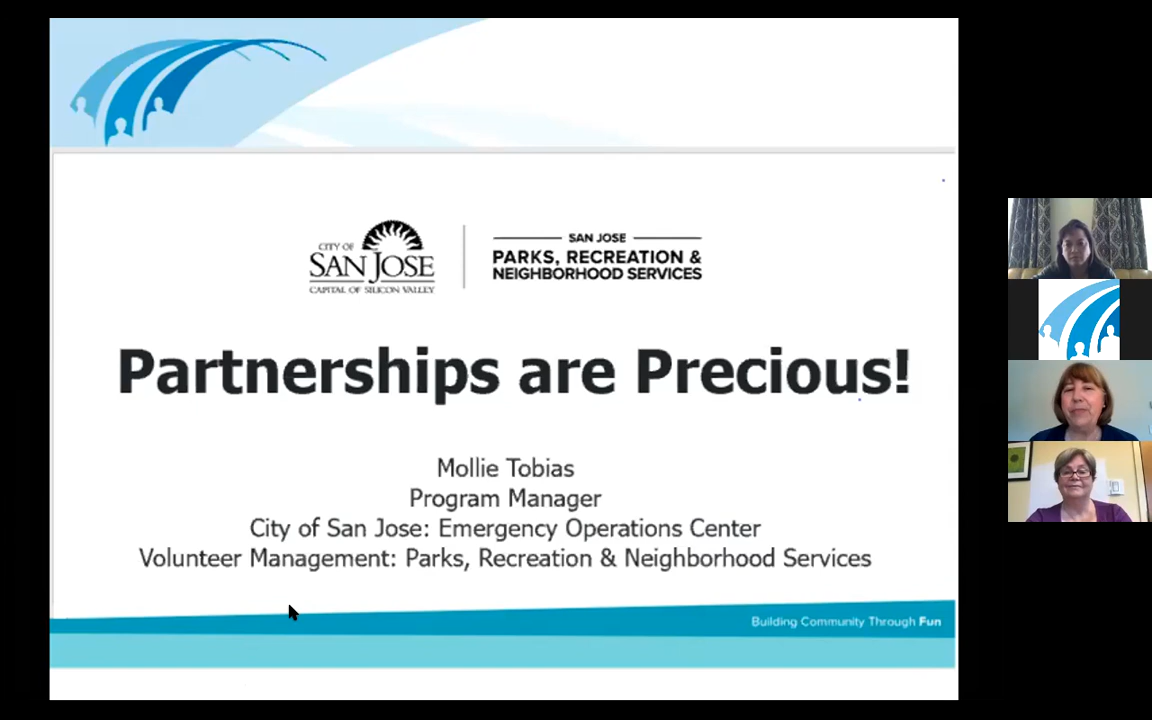 CITY OF
SAN JOSE
CAPITAL OF SILICON VALLEY
SAN JOSE
PARKS, RECREATION &
NEIGHBORHOOD SERVICES
Partnerships are Precious!
Mollie Tobias
Program Manager
City of San Jose: Emergency Operations Center
Volunteer Management: Parks, Recreation & Neighborhood Services
Building Community Through Fun